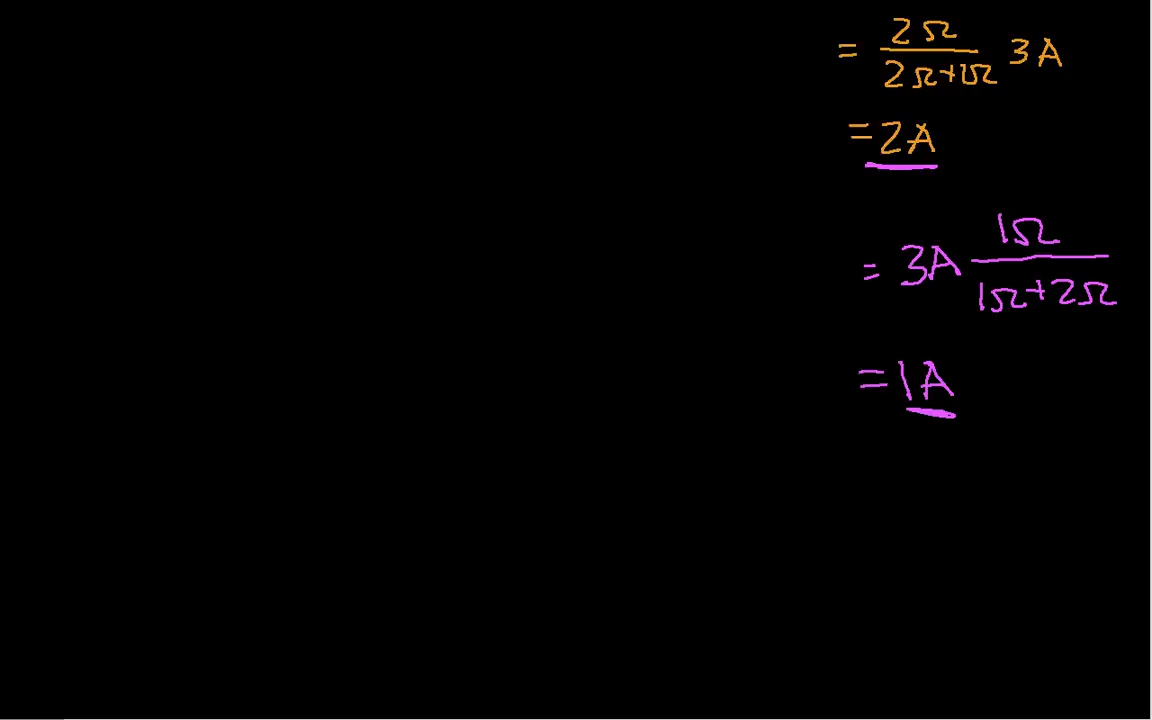 = 2Ω / 2Ω+1Ω 3A
= 2A
= 3A 1Ω / 1Ω+2Ω
= 1A